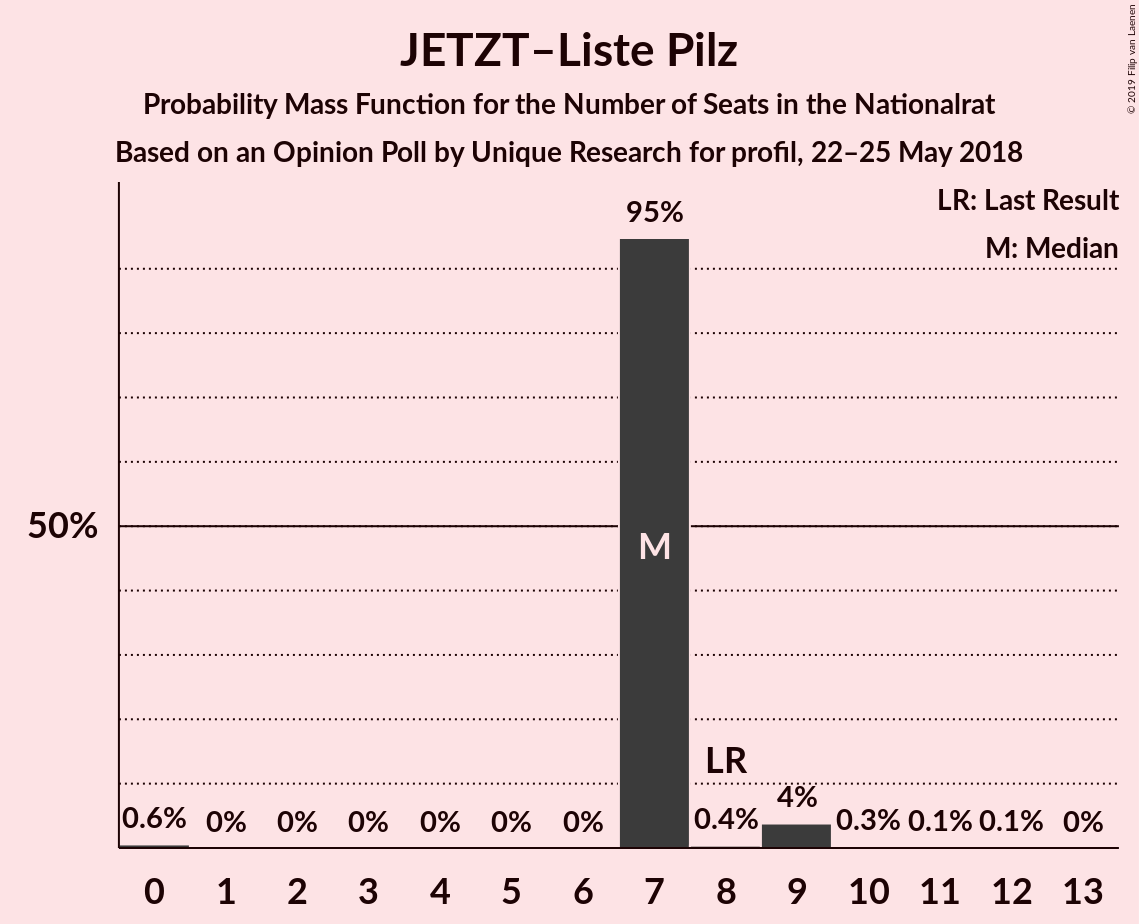 JETZT–Liste Pilz
Probability Mass Function for the Number of Seats in the Nationalrat
Based on an Opinion Poll by Unique Research for profil, 22–25 May 2018
© 2019 Filip van Laenen
LR: Last Result
M: Median
95%
50%
M
LR
0.6% 0% 0% 0% 0% 0% 0% 0.4% 4% 0.3% 0.1% 0.1% 0%
0 1 2 3 4 5 6 7 8 9 10 11 12 13